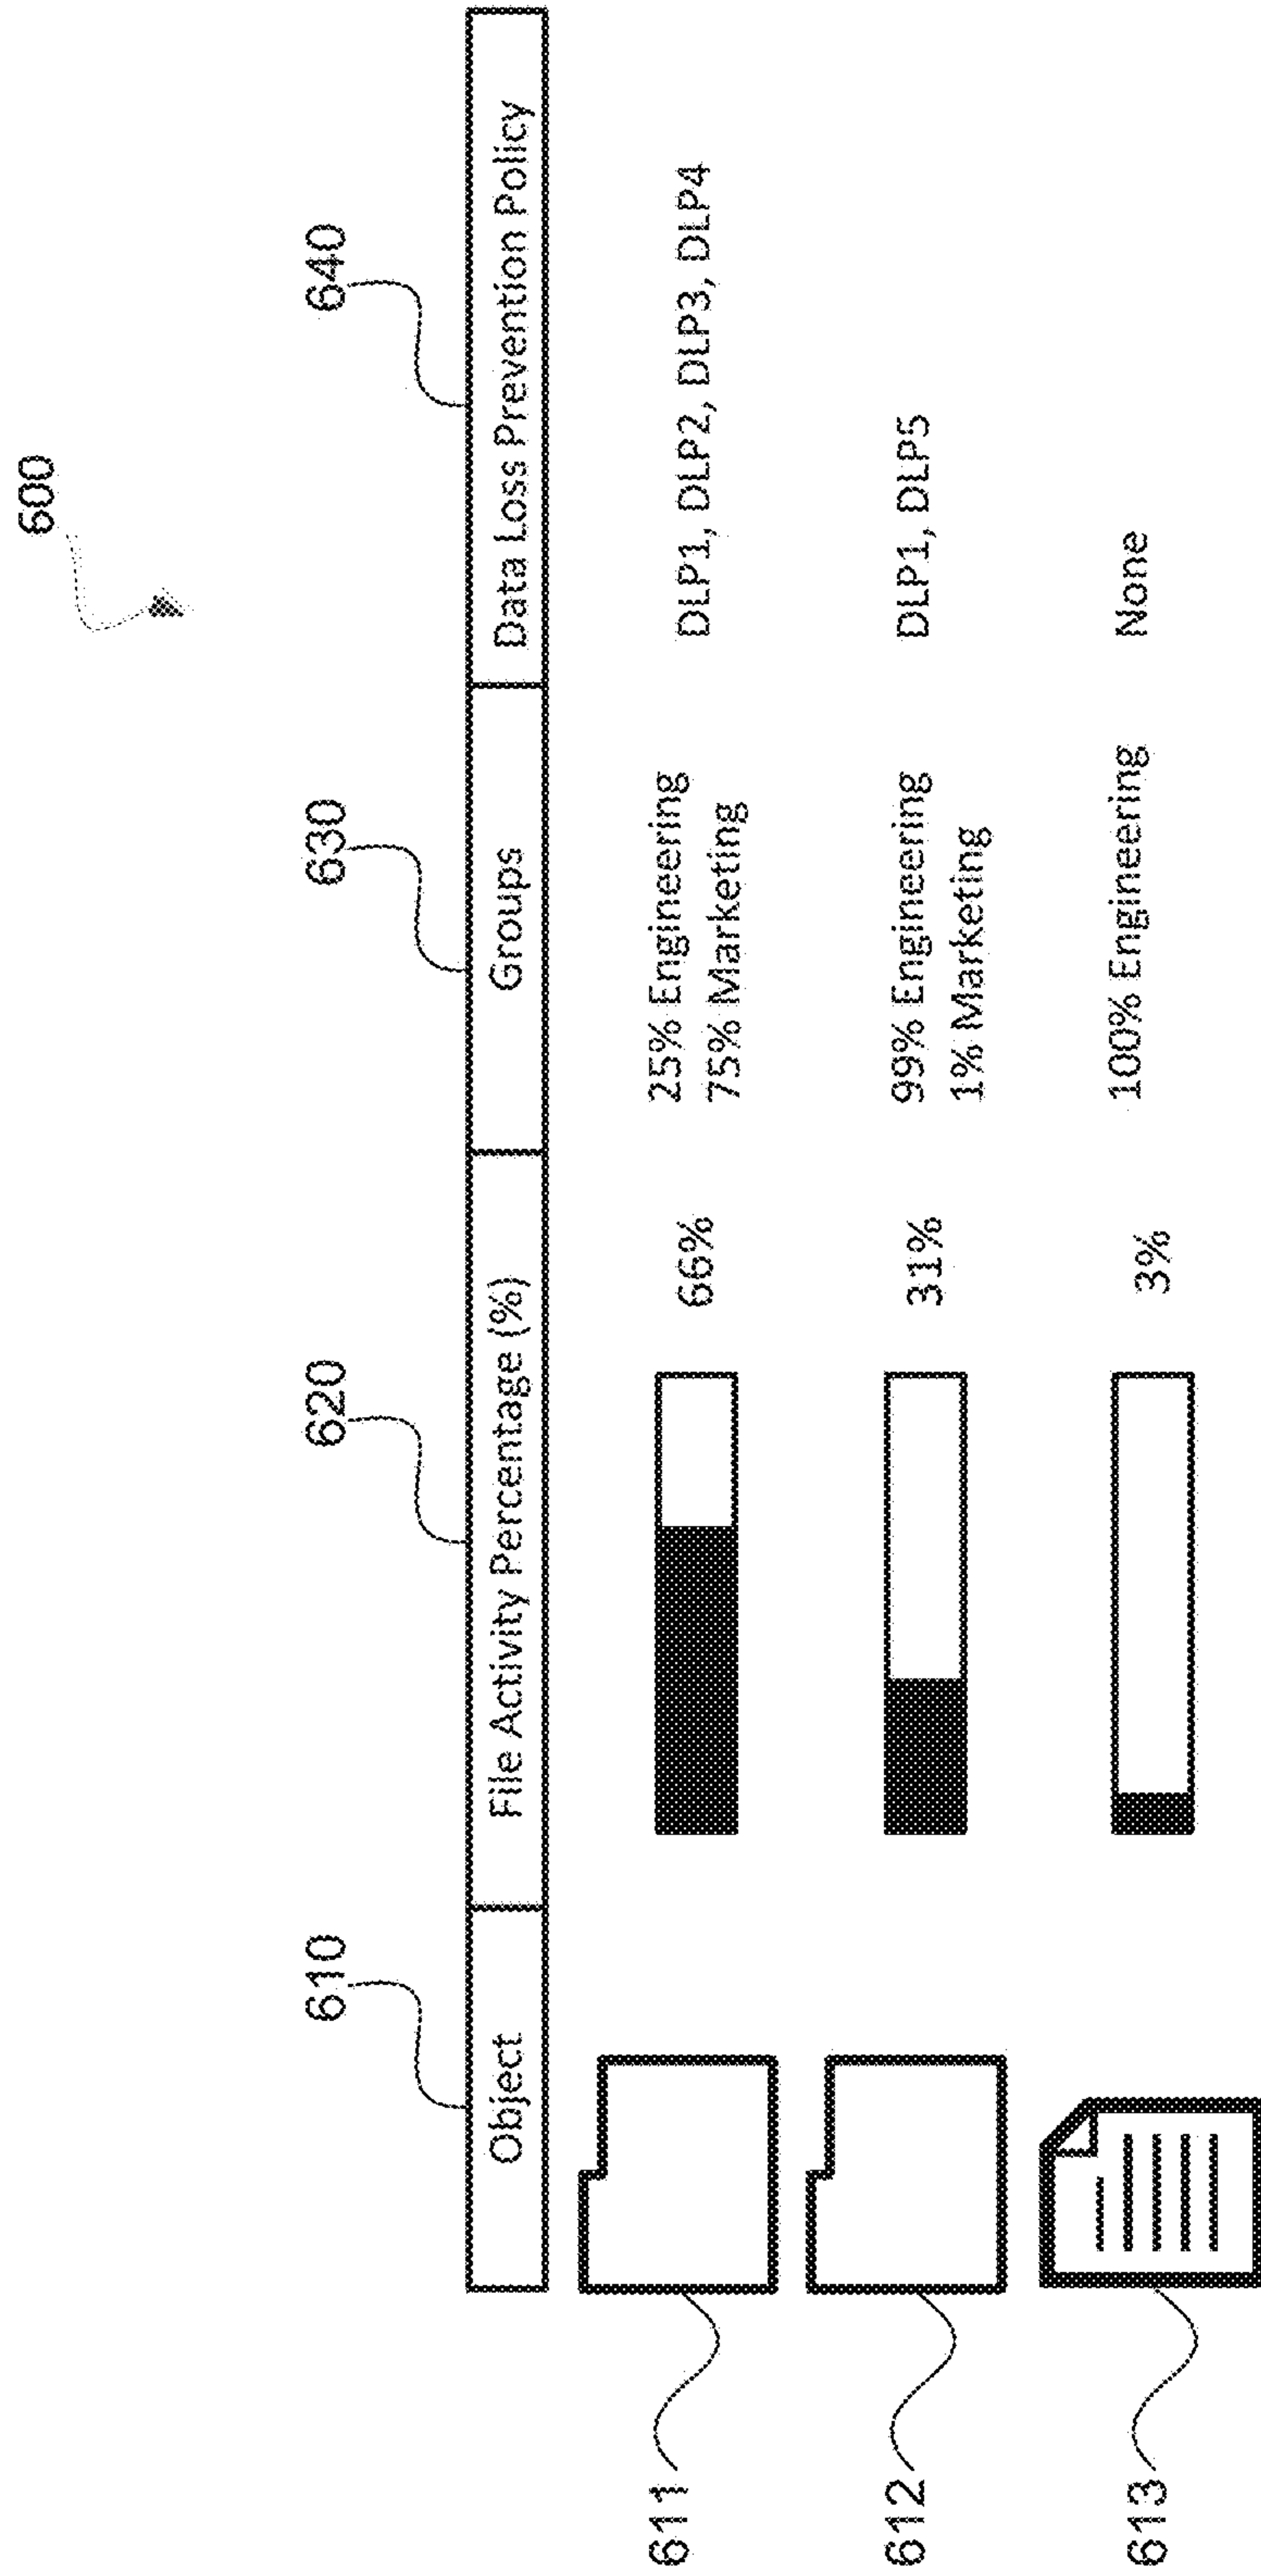 600
610
620
630
640
Object
File Activity Percentage (%)
Groups
Data Loss Prevention Policy
611
66%
25% Engineering
75% Marketing
DLP1, DLP2, DLP3, DLP4
612
31%
99% Engineering
1% Marketing
DLP1, DLP5
613
3%
100% Engineering
None